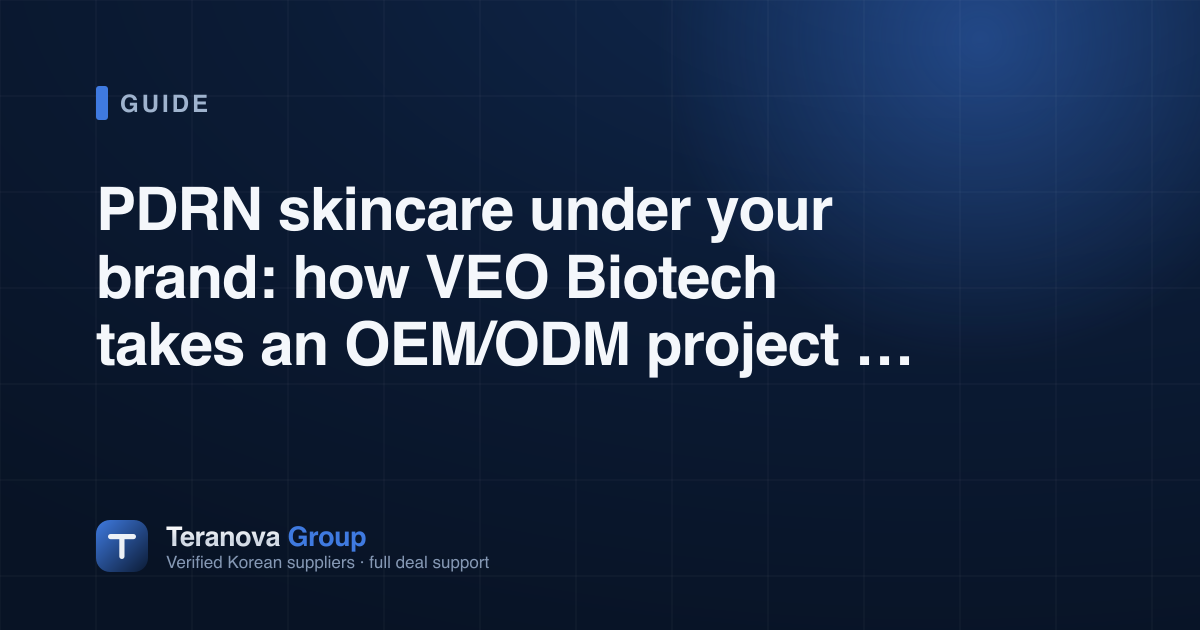 GUIDE
PDRN skincare under your
brand: how VEO Biotech
takes an OEM/ODM project …
Teranova Group
Verified Korean suppliers · full deal support